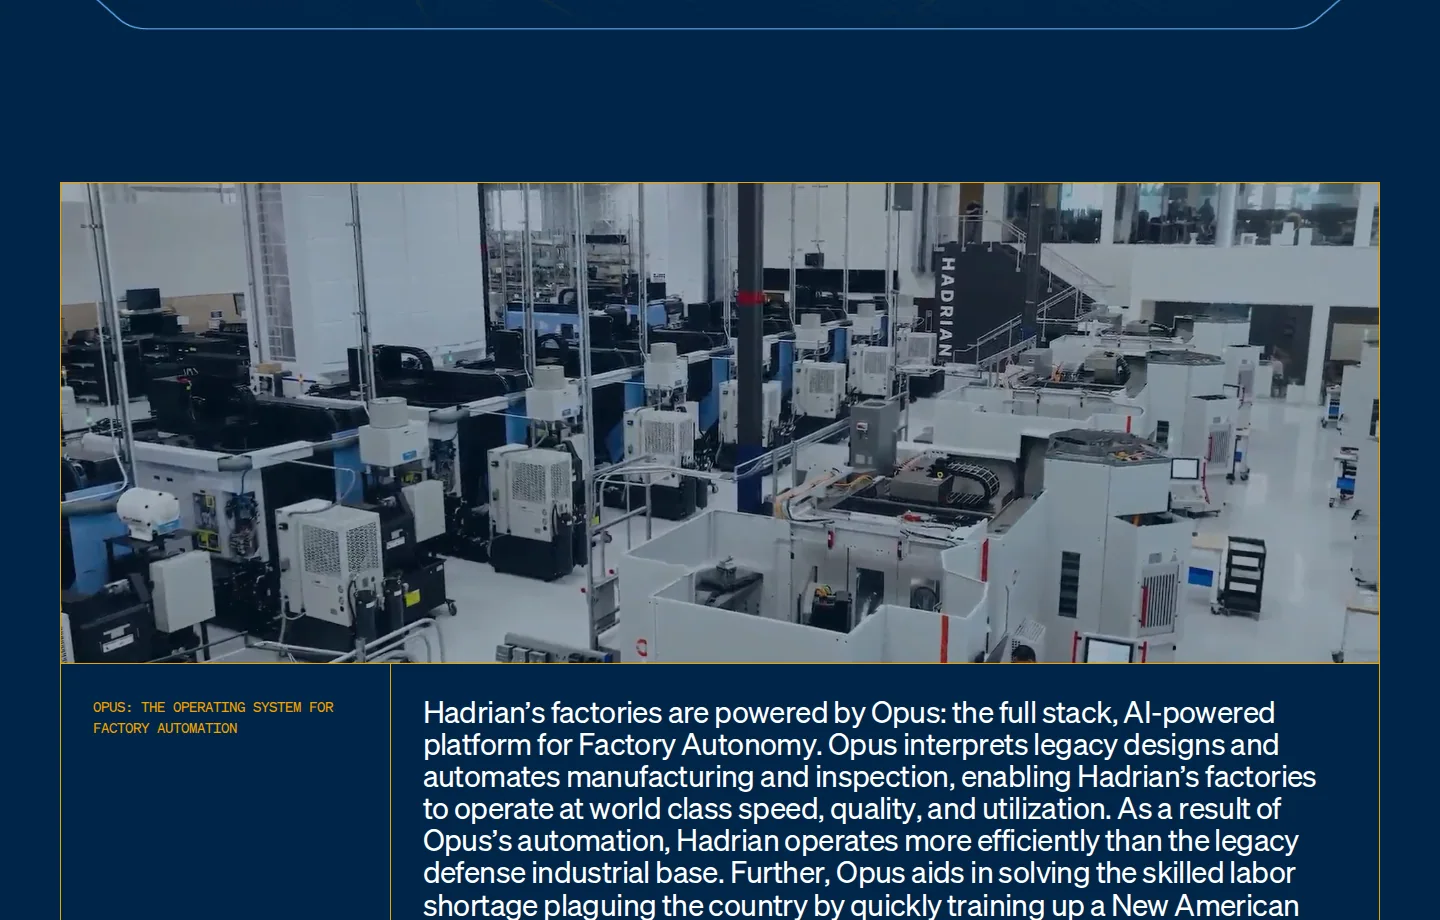 HADRIAN
OPUS: THE OPERATING SYSTEM FOR
FACTORY AUTOMATION
Hadrian’s factories are powered by Opus: the full stack, AI-powered
platform for Factory Autonomy. Opus interprets legacy designs and
automates manufacturing and inspection, enabling Hadrian’s factories
to operate at world class speed, quality, and utilization. As a result of
Opus’s automation, Hadrian operates more efficiently than the legacy
defense industrial base. Further, Opus aids in solving the skilled labor
shortage plaguing the country by quickly training up a New American